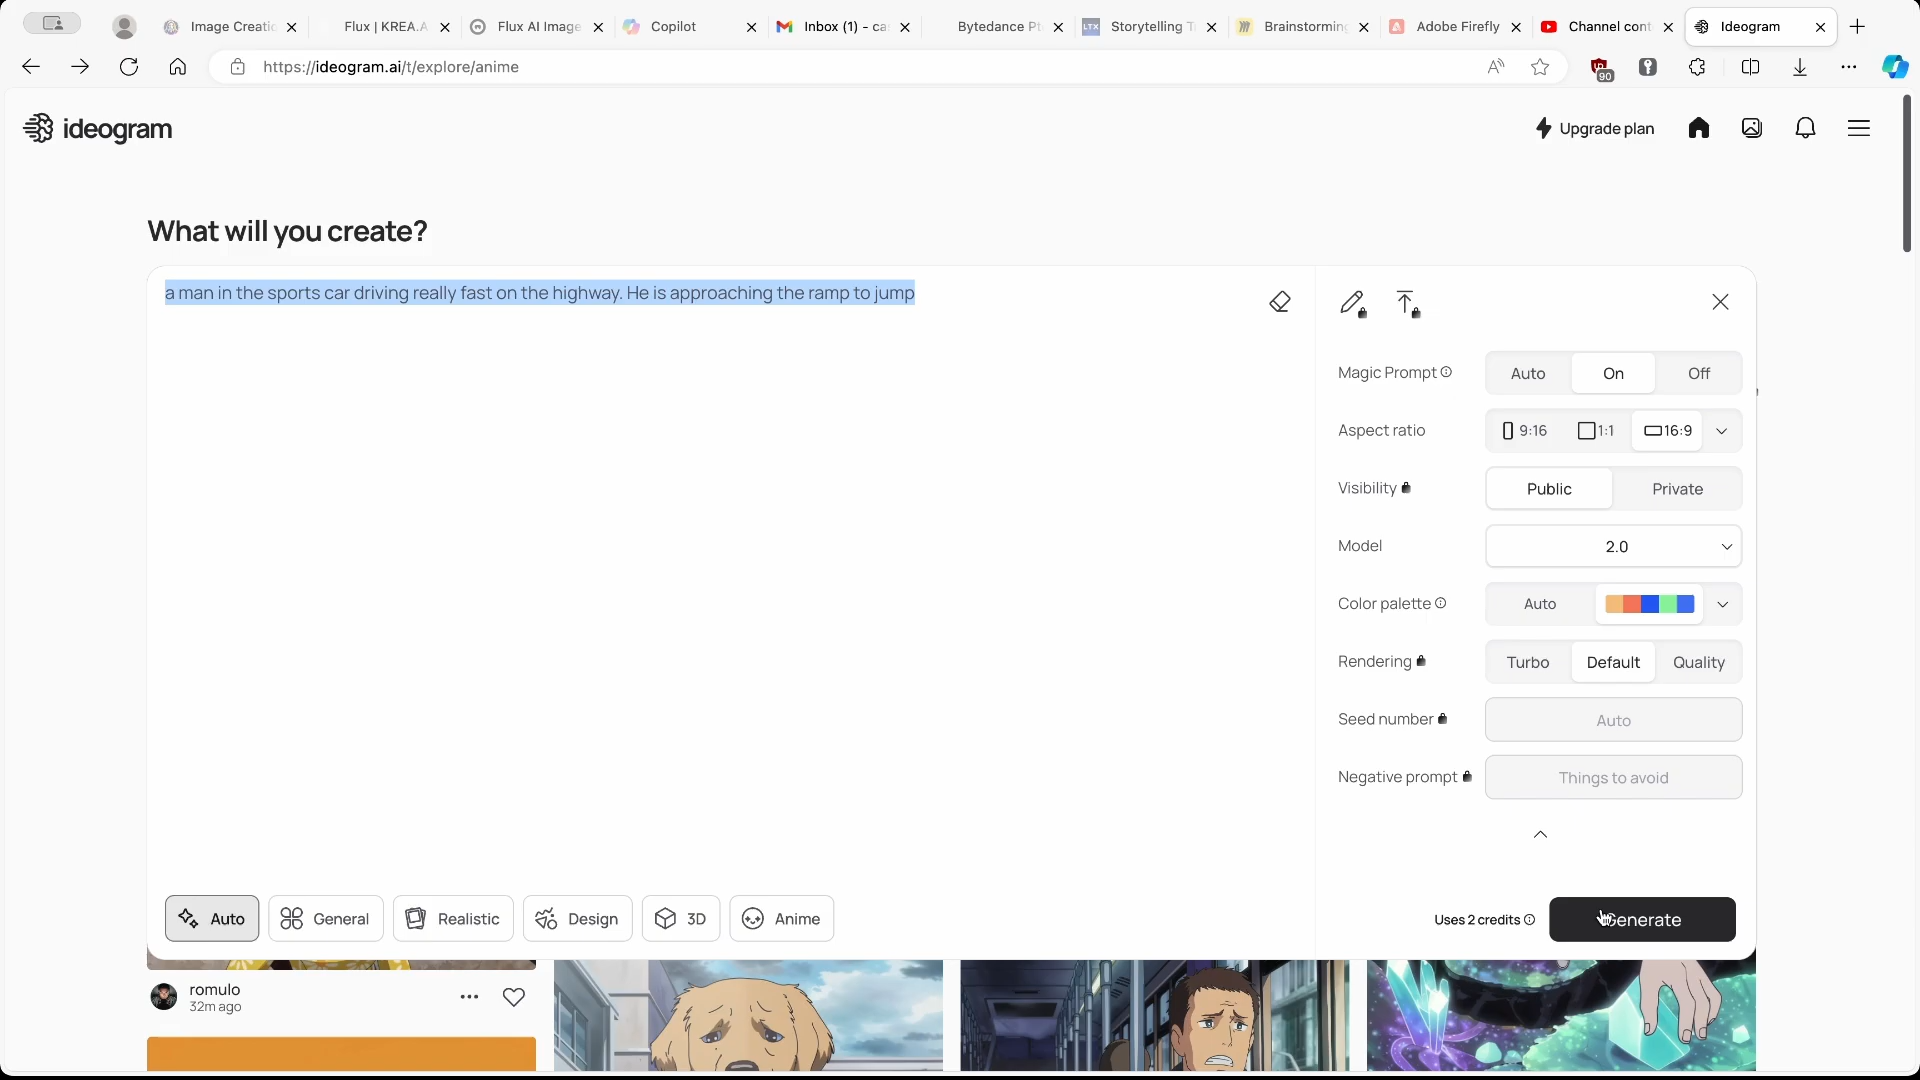 Image Creatio
Flux | KREA.A
Flux AI Image
Copilot
Inbox (1) - ca
Bytedance Pt
LTX
Storytelling T
Brainstorming
Adobe Firefly
Channel cont
Ideogram
https://ideogram.ai/t/explore/anime
90
ideogram
Upgrade plan
What will you create?
a man in the sports car driving really fast on the highway. He is approaching the ramp to jump
Magic Prompt
Auto
On
Off
Aspect ratio
9:16
1:1
16:9
Visibility
Public
Private
Model
2.0
Color palette
Auto
Rendering
Turbo
Default
Quality
Seed number
Auto
Negative prompt
Things to avoid
Auto
General
Realistic
Design
3D
Anime
Uses 2 credits
Generate
romulo
32m ago